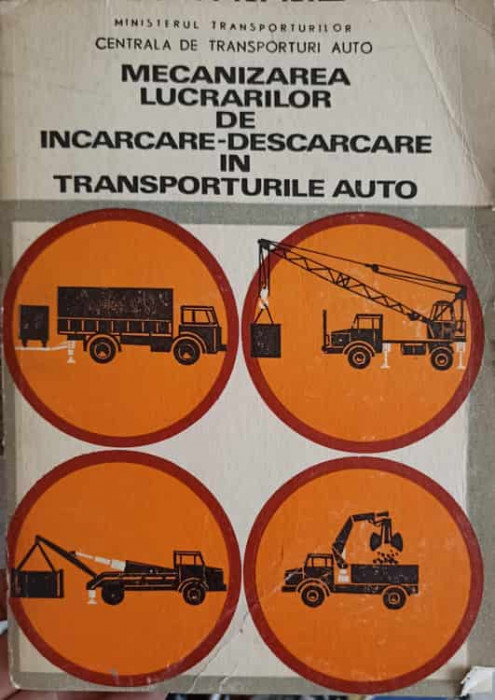 MINISTERUL TRANSPORTURILOR
CENTRALA DE TRANSPORTURI AUTO
MECANIZAREA
LUCRARILOR
DE
INCARCARE-DESCARCARE
IN
TRANSPORTURILE AUTO